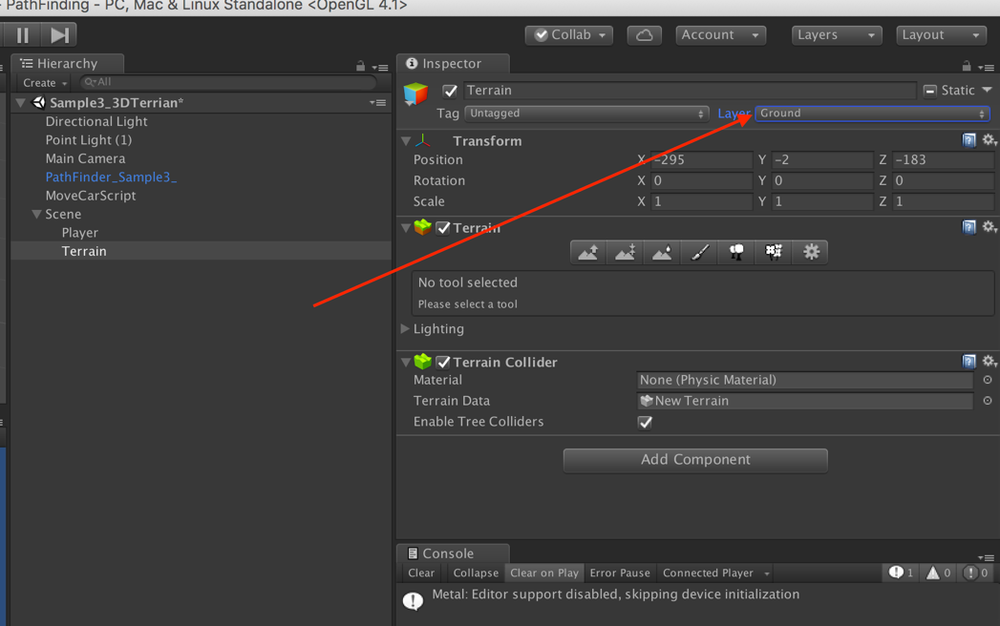 - PathFinding - PC, Mac & Linux Standalone <OpenGL 4.1>
Collab Account Layers Layout
Hierarchy
Create All
Sample3_3DTerrian*
Directional Light
Point Light (1)
Main Camera
PathFinder_Sample3_
MoveCarScript
Scene
Player
Terrain
Inspector
Terrain Static
Tag Untagged Layer Ground
Transform
Position X -295 Y -2 Z -183
Rotation X 0 Y 0 Z 0
Scale X 1 Y 1 Z 1
Terrain
No tool selected
Please select a tool
Lighting
Terrain Collider
Material None (Physic Material)
Terrain Data New Terrain
Enable Tree Colliders
Add Component
Console
Clear Collapse Clear on Play Error Pause Connected Player 1 0 0
Metal: Editor support disabled, skipping device initialization